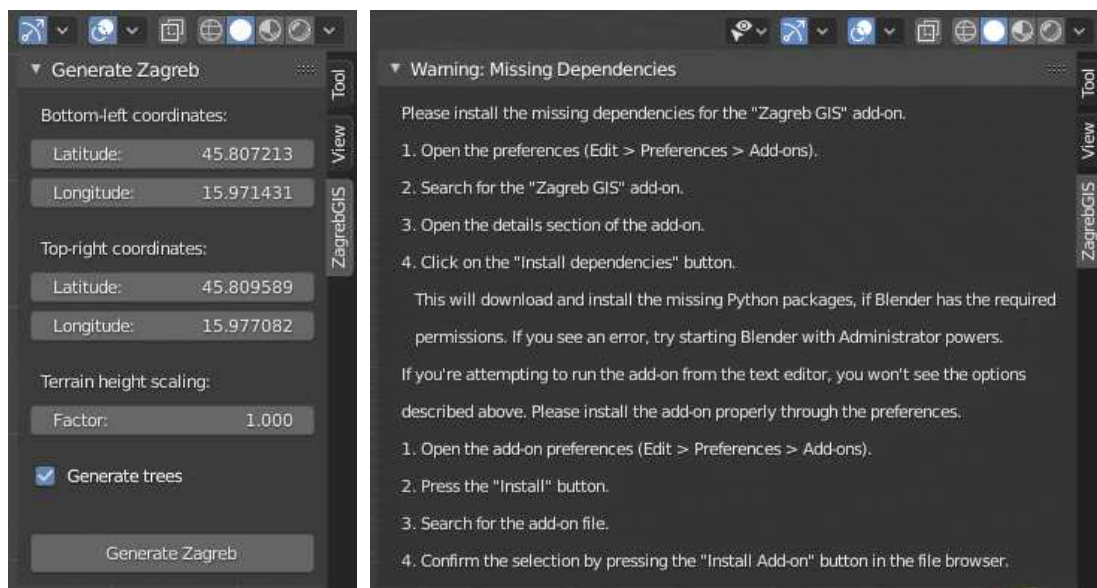 Generate Zagreb
Bottom-left coordinates:
Latitude: 45.807213
Longitude: 15.971431
Top-right coordinates:
Latitude: 45.809589
Longitude: 15.977082
Terrain height scaling:
Factor: 1.000
Generate trees
Generate Zagreb
Tool
View
ZagrebGIS
Warning: Missing Dependencies
Please install the missing dependencies for the "Zagreb GIS" add-on.
1. Open the preferences (Edit > Preferences > Add-ons).
2. Search for the "Zagreb GIS" add-on.
3. Open the details section of the add-on.
4. Click on the "Install dependencies" button.
This will download and install the missing Python packages, if Blender has the required
permissions. If you see an error, try starting Blender with Administrator powers.
If you're attempting to run the add-on from the text editor, you won't see the options
described above. Please install the add-on properly through the preferences.
1. Open the add-on preferences (Edit > Preferences > Add-ons).
2. Press the "Install" button.
3. Search for the add-on file.
4. Confirm the selection by pressing the "Install Add-on" button in the file browser.
Tool
View
ZagrebGIS